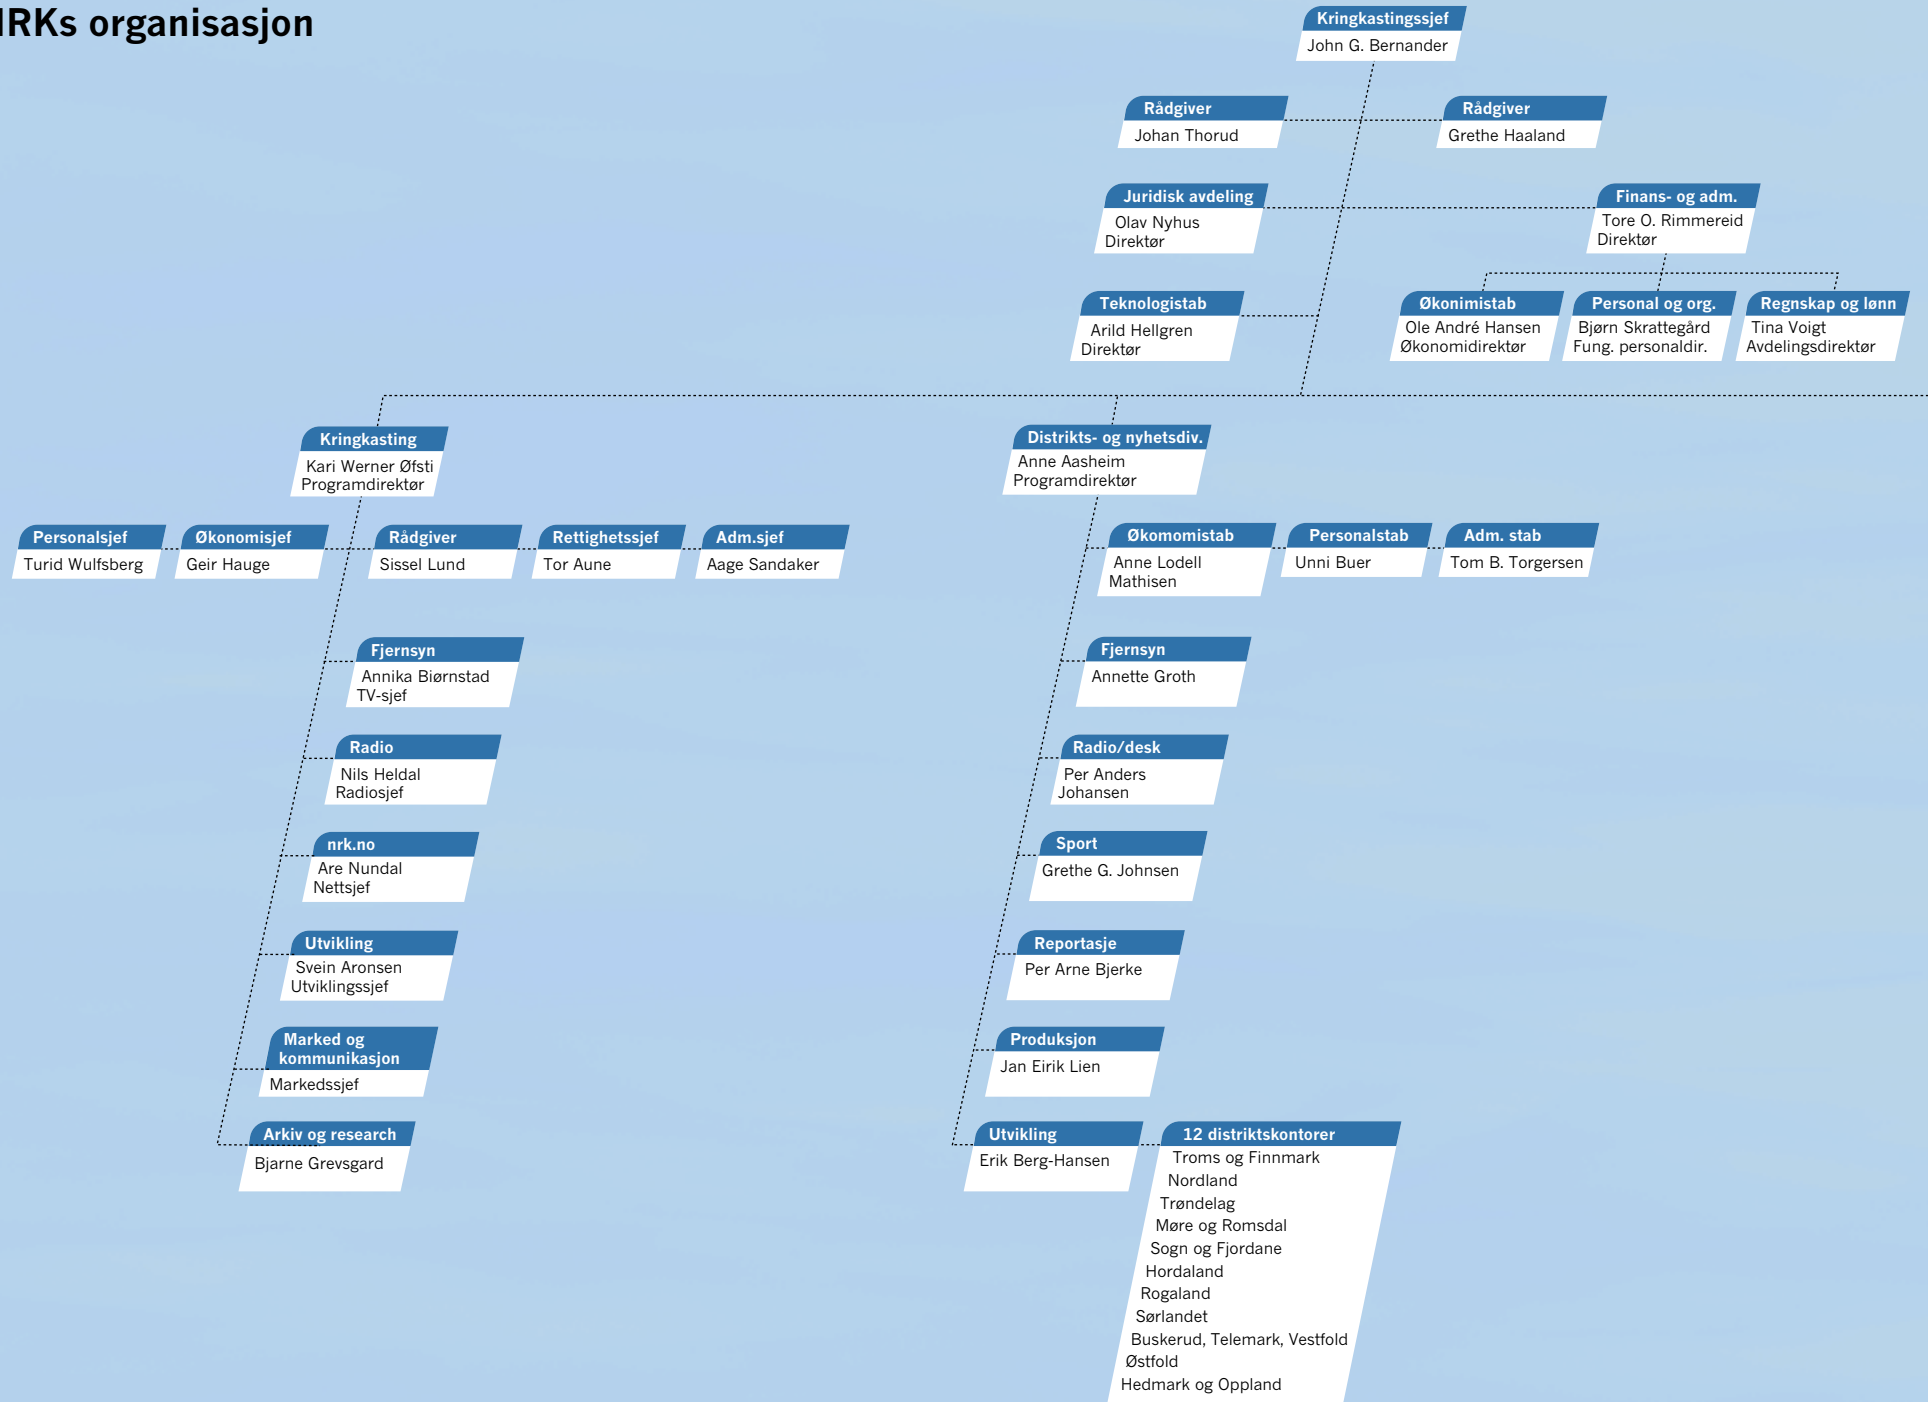 NRKs organisasjon
Kringkastingssjef
John G. Bernander
Rådgiver
Johan Thorud
Rådgiver
Grethe Haaland
Juridisk avdeling
Olav Nyhus
Direktør
Finans- og adm.
Tore O. Rimmereid
Direktør
Teknologistab
Arild Hellgren
Direktør
Økonimistab
Ole André Hansen
Økonomidirektør
Personal og org.
Bjørn Skrattegård
Fung. personaldir.
Regnskap og lønn
Tina Voigt
Avdelingsdirektør
Kringkasting
Kari Werner Øfsti
Programdirektør
Personalsjef
Turid Wulfsberg
Økonomisjef
Geir Hauge
Rådgiver
Sissel Lund
Rettighetssjef
Tor Aune
Adm.sjef
Aage Sandaker
Fjernsyn
Annika Biørnstad
TV-sjef
Radio
Nils Heldal
Radiosjef
nrk.no
Are Nundal
Nettsjef
Utvikling
Svein Aronsen
Utviklingssjef
Marked og
kommunikasjon
Markedssjef
Arkiv og research
Bjarne Grevsgard
Distrikts- og nyhetsdiv.
Anne Aasheim
Programdirektør
Økomomistab
Anne Lodell
Mathisen
Personalstab
Unni Buer
Adm. stab
Tom B. Torgersen
Fjernsyn
Annette Groth
Radio/desk
Per Anders
Johansen
Sport
Grethe G. Johnsen
Reportasje
Per Arne Bjerke
Produksjon
Jan Eirik Lien
Utvikling
Erik Berg-Hansen
12 distriktskontorer
Troms og Finnmark
Nordland
Trøndelag
Møre og Romsdal
Sogn og Fjordane
Hordaland
Rogaland
Sørlandet
Buskerud, Telemark, Vestfold
Østfold
Hedmark og Oppland